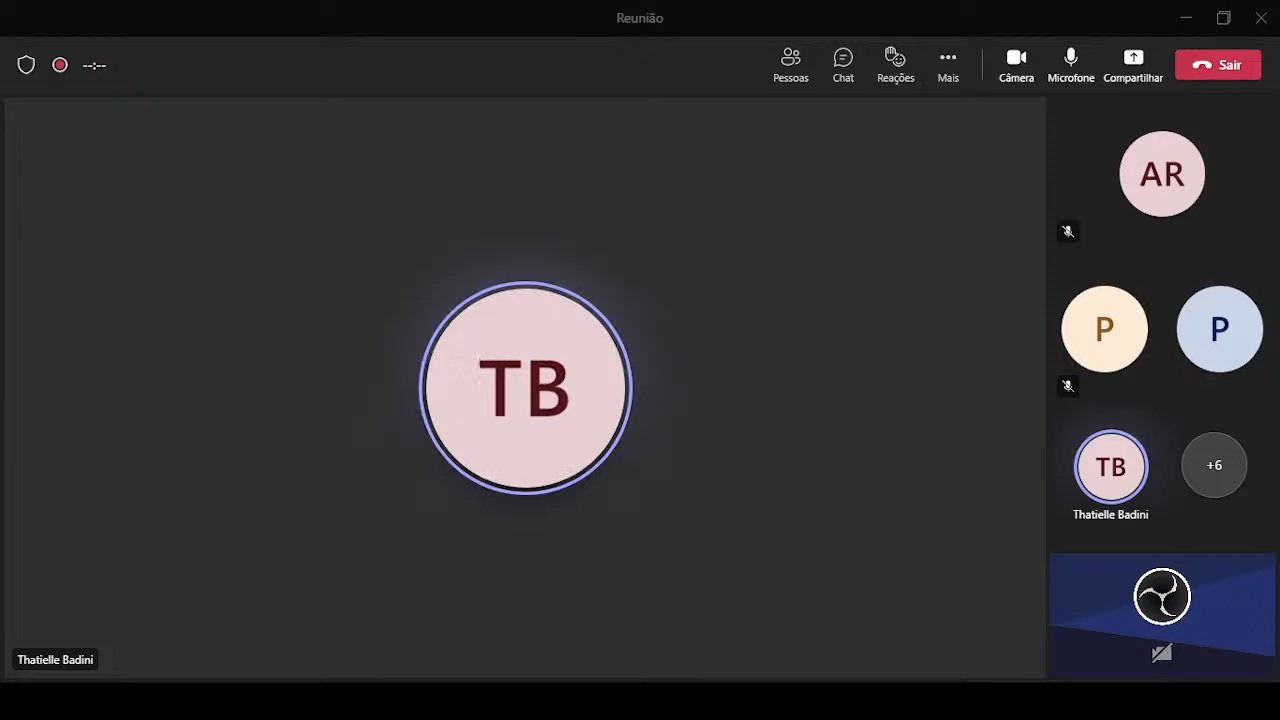 Reunião
--:--
Pessoas
Chat
Reações
Mais
Câmera
Microfone
Compartilhar
Sair
AR
P
P
TB
TB
+6
Thatielle Badini
Thatielle Badini